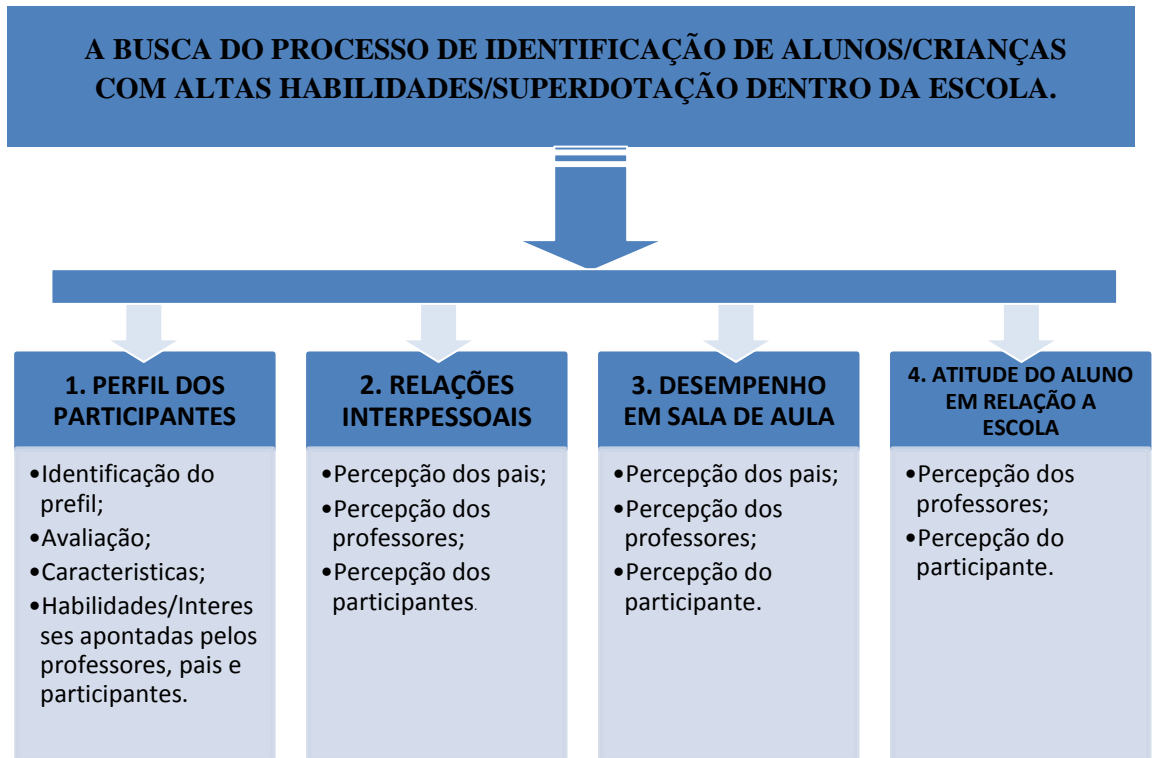 A BUSCA DO PROCESSO DE IDENTIFICAÇÃO DE ALUNOS/CRIANÇAS
COM ALTAS HABILIDADES/SUPERDOTAÇÃO DENTRO DA ESCOLA.
1. PERFIL DOS
PARTICIPANTES
•Identificação do
prefil;
•Avaliação;
•Caracteristicas;
•Habilidades/Interes
ses apontadas pelos
professores, pais e
participantes.
2. RELAÇÕES
INTERPESSOAIS
•Percepção dos pais;
•Percepção dos
professores;
•Percepção dos
participantes.
3. DESEMPENHO
EM SALA DE AULA
•Percepção dos pais;
•Percepção dos
professores;
•Percepção do
participante.
4. ATITUDE DO ALUNO
EM RELAÇÃO A
ESCOLA
•Percepção dos
professores;
•Percepção do
participante.